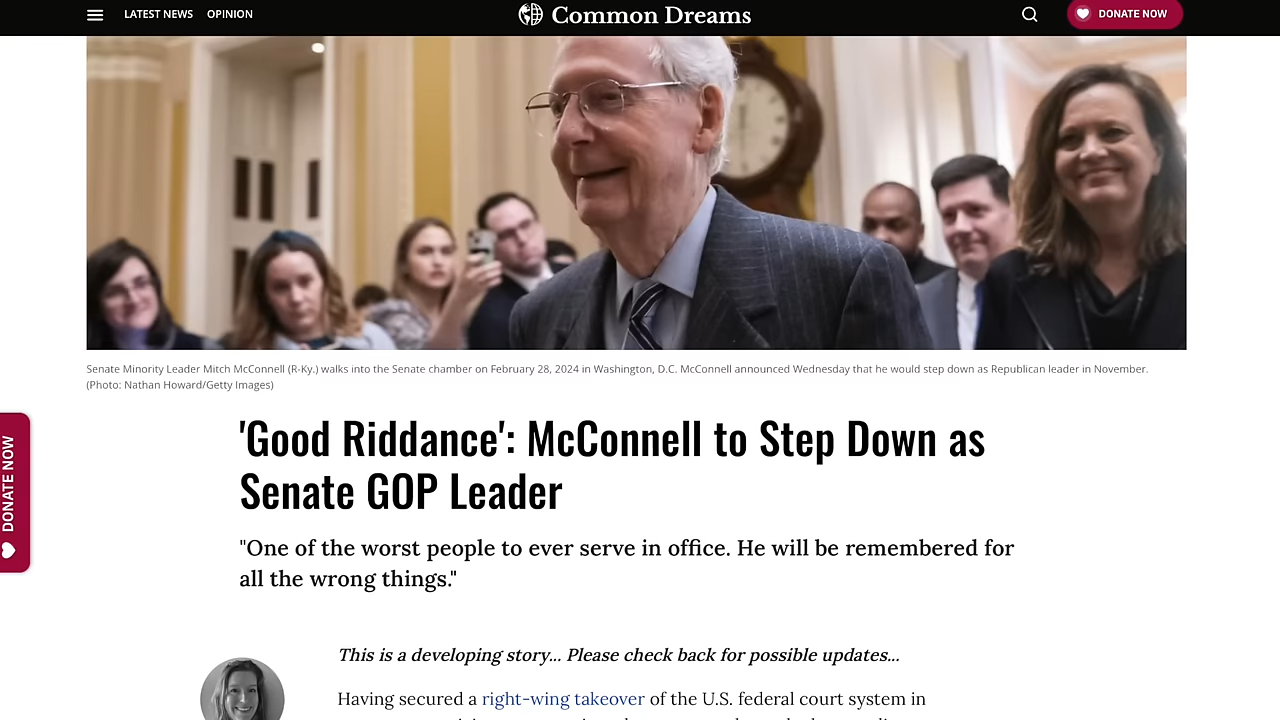 LATEST NEWS OPINION Common Dreams DONATE NOW
Senate Minority Leader Mitch McConnell (R-Ky.) walks into the Senate chamber on February 28, 2024 in Washington, D.C. McConnell announced Wednesday that he would step down as Republican leader in November.
(Photo: Nathan Howard/Getty Images)
DONATE NOW
'Good Riddance': McConnell to Step Down as
Senate GOP Leader
"One of the worst people to ever serve in office. He will be remembered for
all the wrong things."
This is a developing story... Please check back for possible updates...
Having secured a right-wing takeover of the U.S. federal court system in